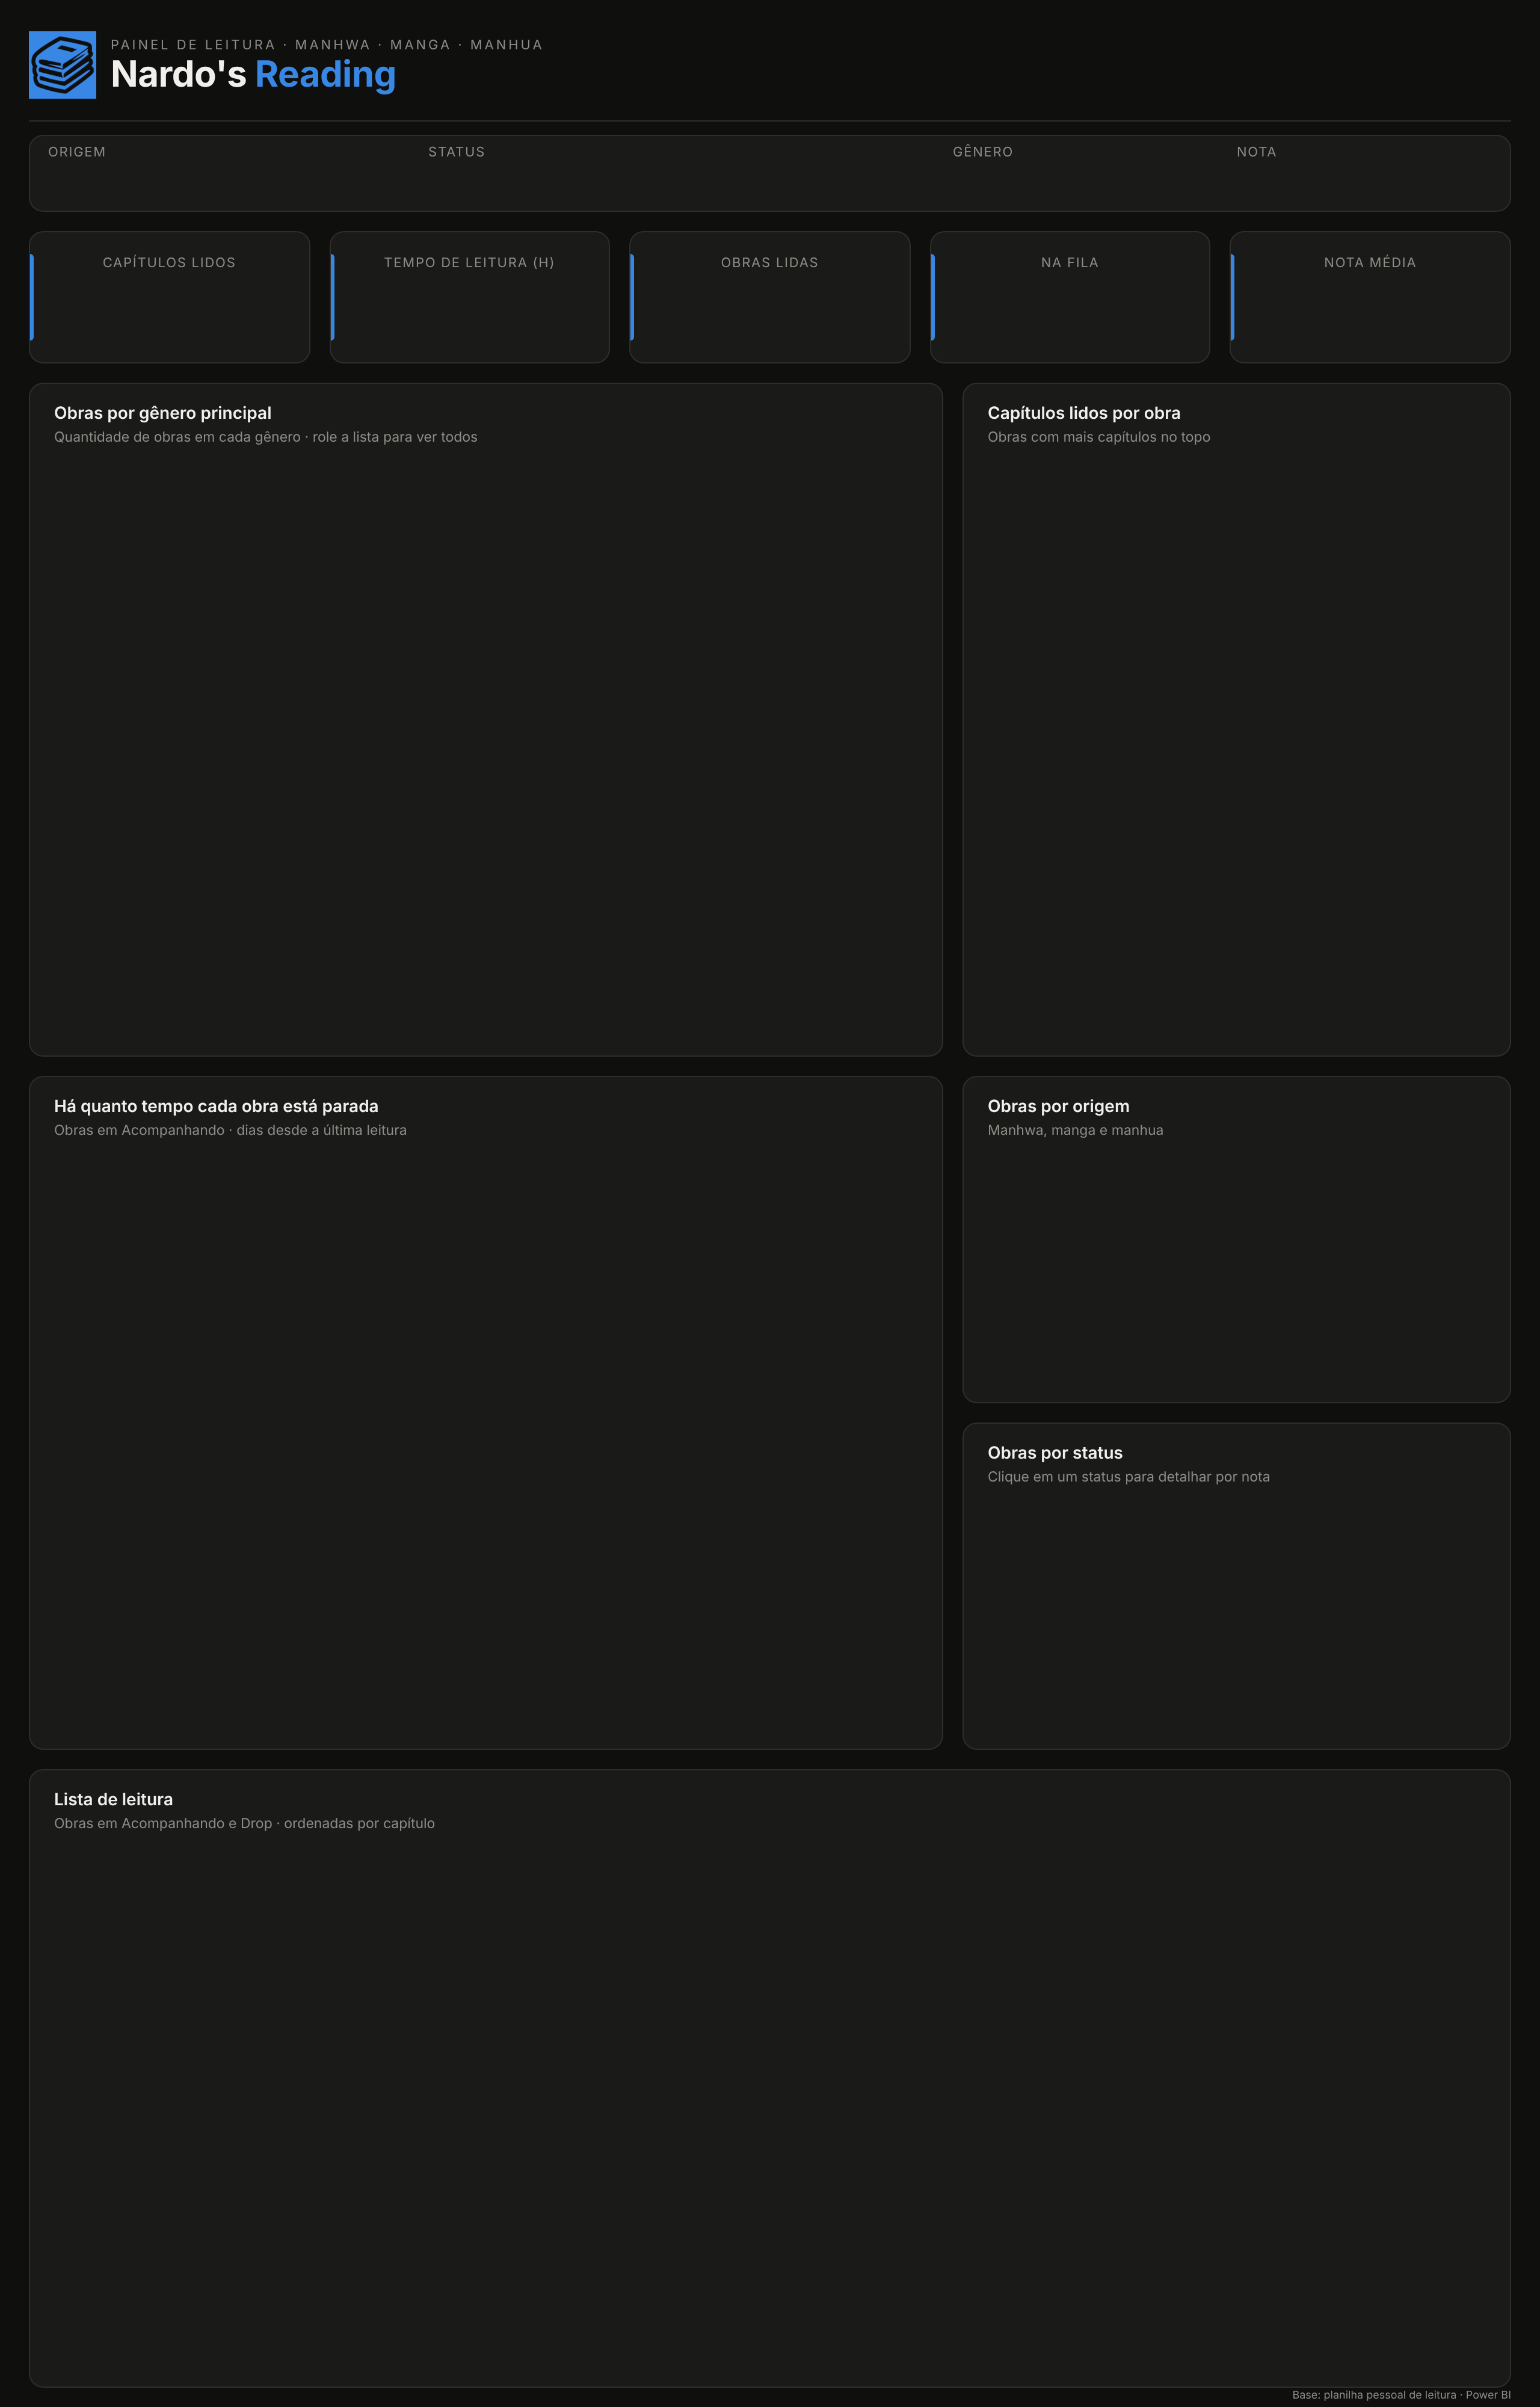 PAINEL DE LEITURA · MANHWA · MANGA · MANHUA
Nardo's Reading
ORIGEM
STATUS
GÊNERO
NOTA
CAPÍTULOS LIDOS
TEMPO DE LEITURA (H)
OBRAS LIDAS
NA FILA
NOTA MÉDIA
Obras por gênero principal
Quantidade de obras em cada gênero · role a lista para ver todos
Capítulos lidos por obra
Obras com mais capítulos no topo
Há quanto tempo cada obra está parada
Obras em Acompanhando · dias desde a última leitura
Obras por origem
Manhwa, manga e manhua
Obras por status
Clique em um status para detalhar por nota
Lista de leitura
Obras em Acompanhando e Drop · ordenadas por capítulo
Base: planilha pessoal de leitura · Power BI